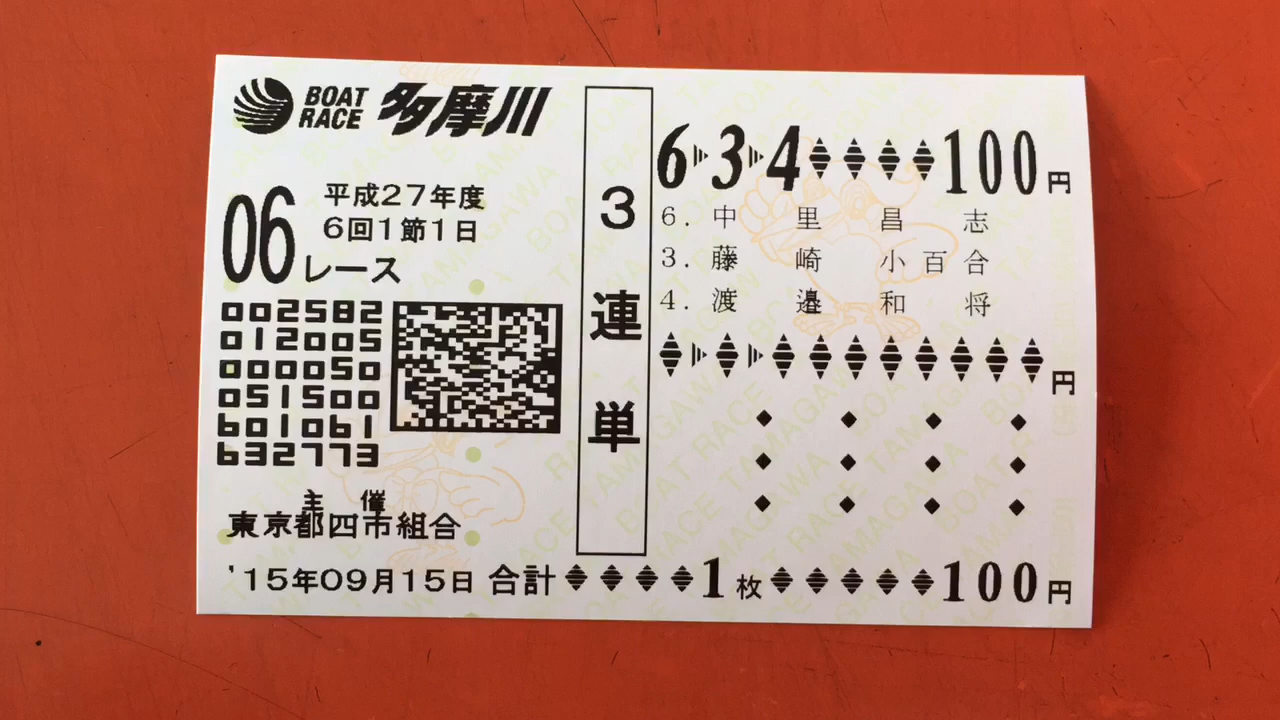 BOAT RACE 多摩川
06レース
平成27年度
6回1節1日
002582
012005
000050
051500
601061
632773
主催
東京都四市組合
'15年09月15日
3連単
6▶3▶4♦♦♦♦100円
6.中里昌志
3.藤崎小百合
4.渡邉和将
♦▶♦▶♦♦♦♦♦♦♦♦円
♦♦♦♦
♦♦♦♦
♦♦♦♦
合計♦♦♦♦1枚♦♦♦♦♦100円